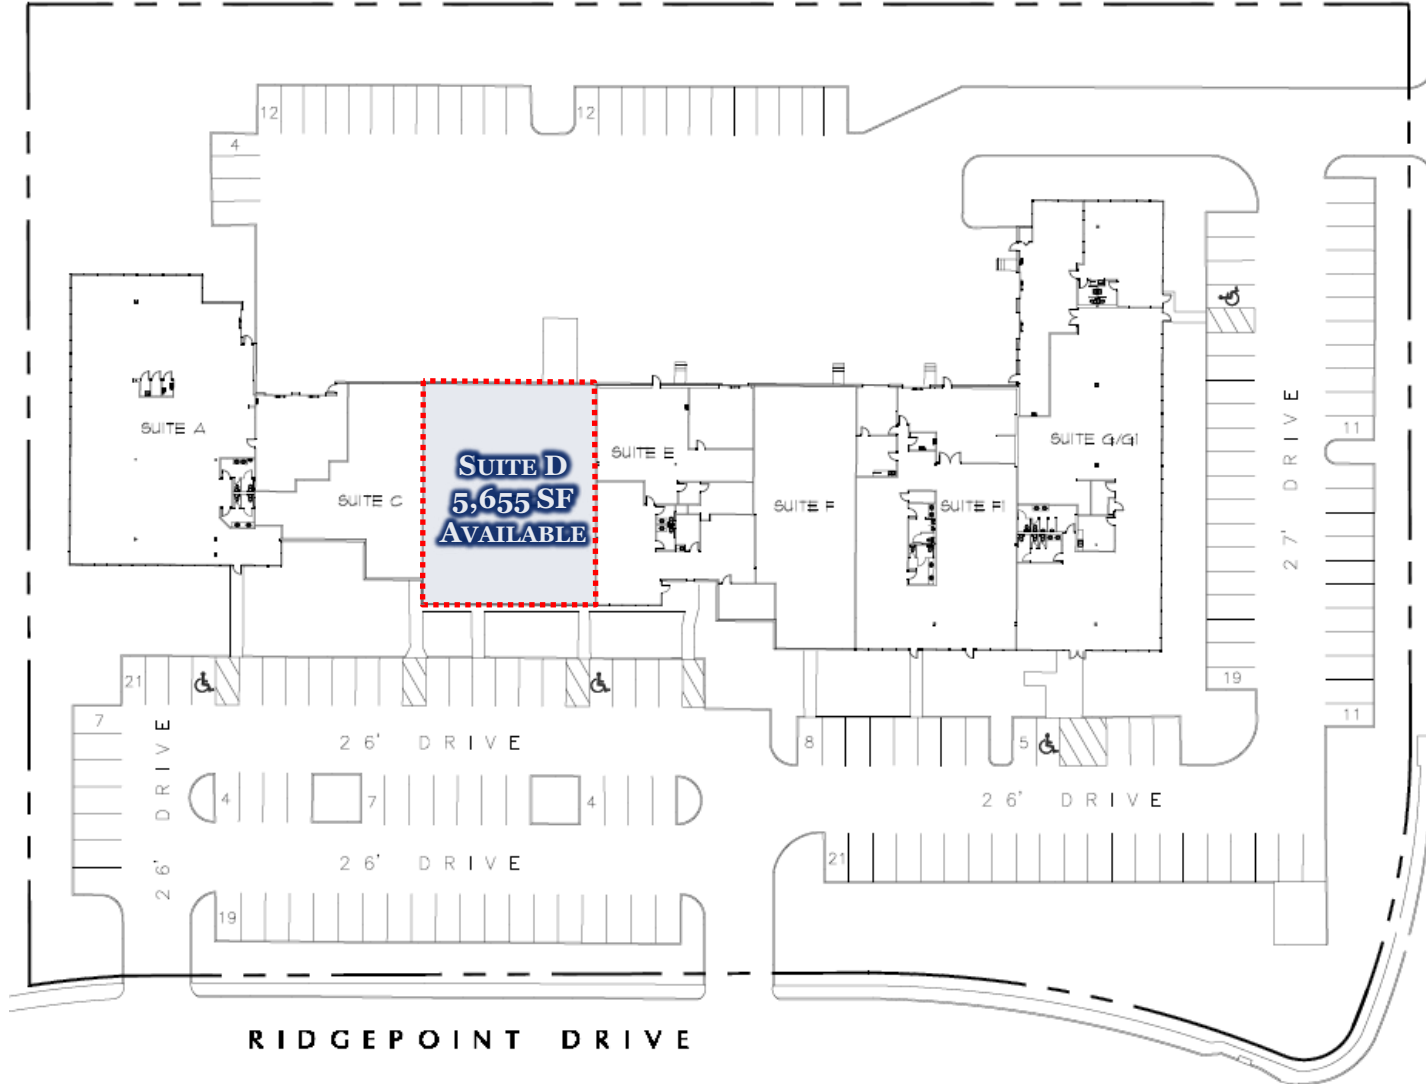 12
12
4
SUITE A
SUITE C
SUITE D
5,655 SF
AVAILABLE
SUITE E
SUITE F
SUITE F1
SUITE G/G1
27' DRIVE
11
11
19
21
7
26' DRIVE
26' DRIVE
4
7
4
26' DRIVE
19
8
5
26' DRIVE
21
RIDGEPOINT DRIVE